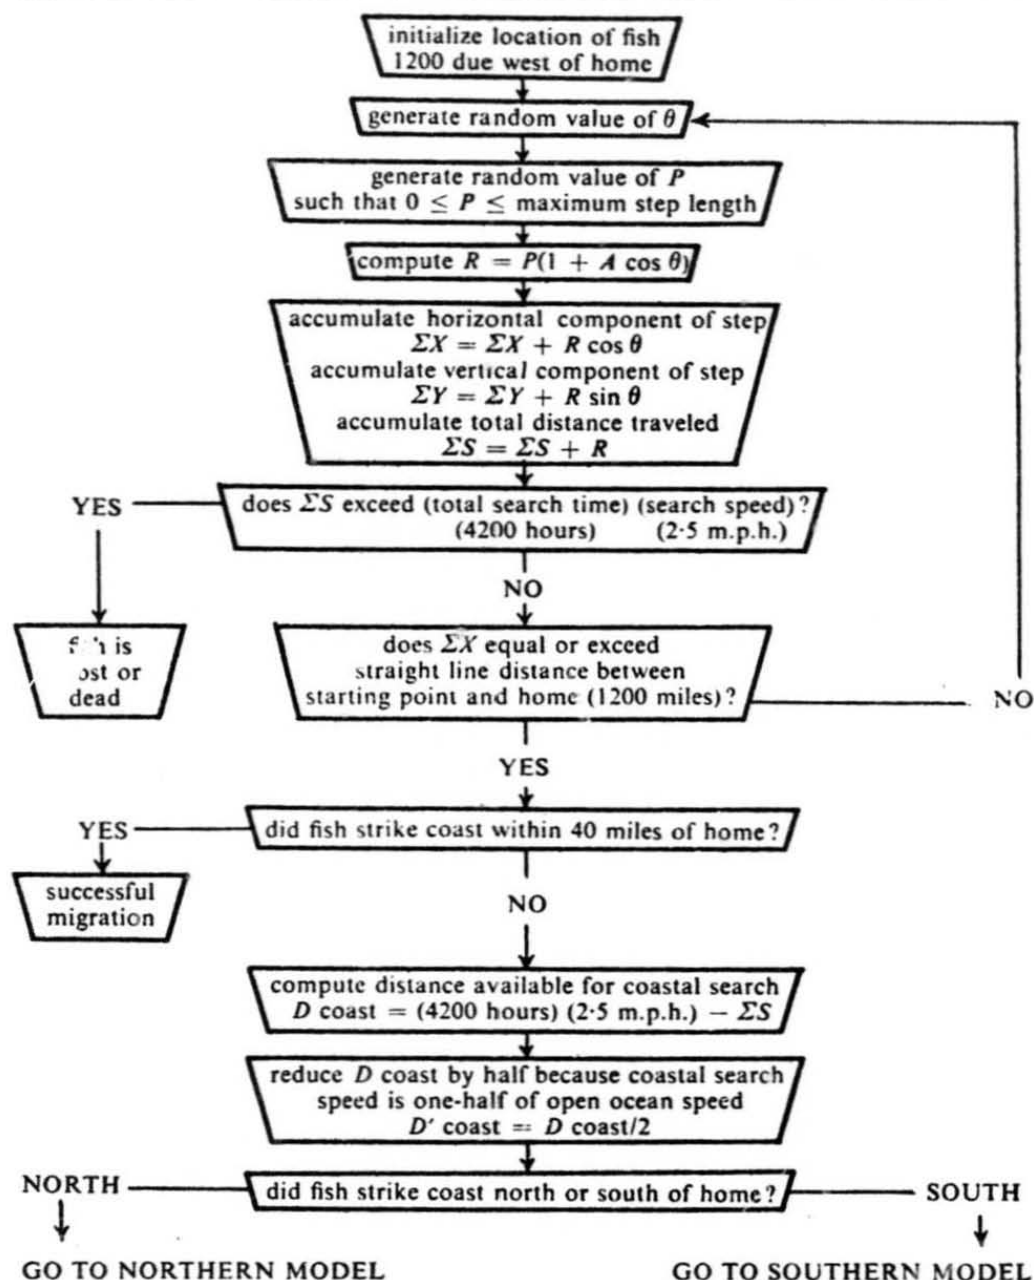 initialize location of fish
1200 due west of home
generate random value of θ
generate random value of P
such that 0 ≤ P ≤ maximum step length
compute R = P(1 + A cos θ)
accumulate horizontal component of step
ΣX = ΣX + R cos θ
accumulate vertical component of step
ΣY = ΣY + R sin θ
accumulate total distance traveled
ΣS = ΣS + R
YES
does ΣS exceed (total search time) (search speed)?
(4200 hours) (2·5 m.p.h.)
NO
is
or
dead
does ΣX equal or exceed
straight line distance between
starting point and home (1200 miles)?
NO
YES
YES
did fish strike coast within 40 miles of home?
successful
migration
NO
compute distance available for coastal search
D coast = (4200 hours) (2·5 m.p.h.) − ΣS
reduce D coast by half because coastal search
speed is one-half of open ocean speed
D′ coast = D coast/2
NORTH
did fish strike coast north or south of home?
SOUTH
GO TO NORTHERN MODEL
GO TO SOUTHERN MODEL